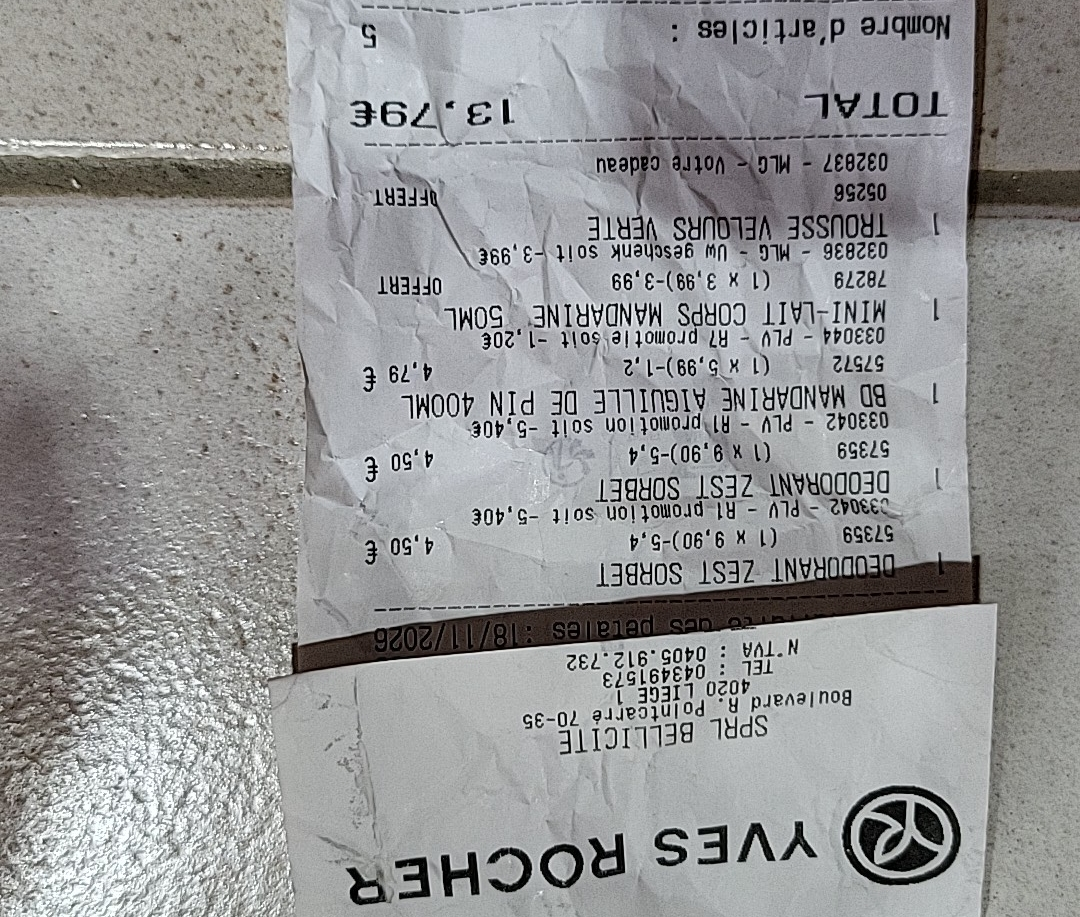 YVES ROCHER
SPRL BELLICITE
Boulevard R. Pointcarré 70-35
4020 LIEGE 1
TEL : 043491573
N°TVA : 0405.912.732
des pétales :18/11/2026
1 DEODORANT ZEST SORBET
57359 (1 x 9,90)-5,4 4,50 €
033042 - PLV - R1 promotion soit -5,40€
1 DEODORANT ZEST SORBET
57359 (1 x 9,90)-5,4 4,50 €
033042 - PLV - R1 promotion soit -5,40€
1 BD MANDARINE AIGUILLE DE PIN 400ML
57572 (1 x 5,99)-1,2 4,79 €
033044 - PLV - R7 promotie soit -1,20€
1 MINI-LAIT CORPS MANDARINE 50ML
78279 (1 x 3,99)-3,99 OFFERT
032836 - MLG - Uw geschenk soit -3,99€
1 TROUSSE VELOURS VERTE
05256 OFFERT
032837 - MLG - Votre cadeau
TOTAL 13,79€
Nombre d'articles : 5